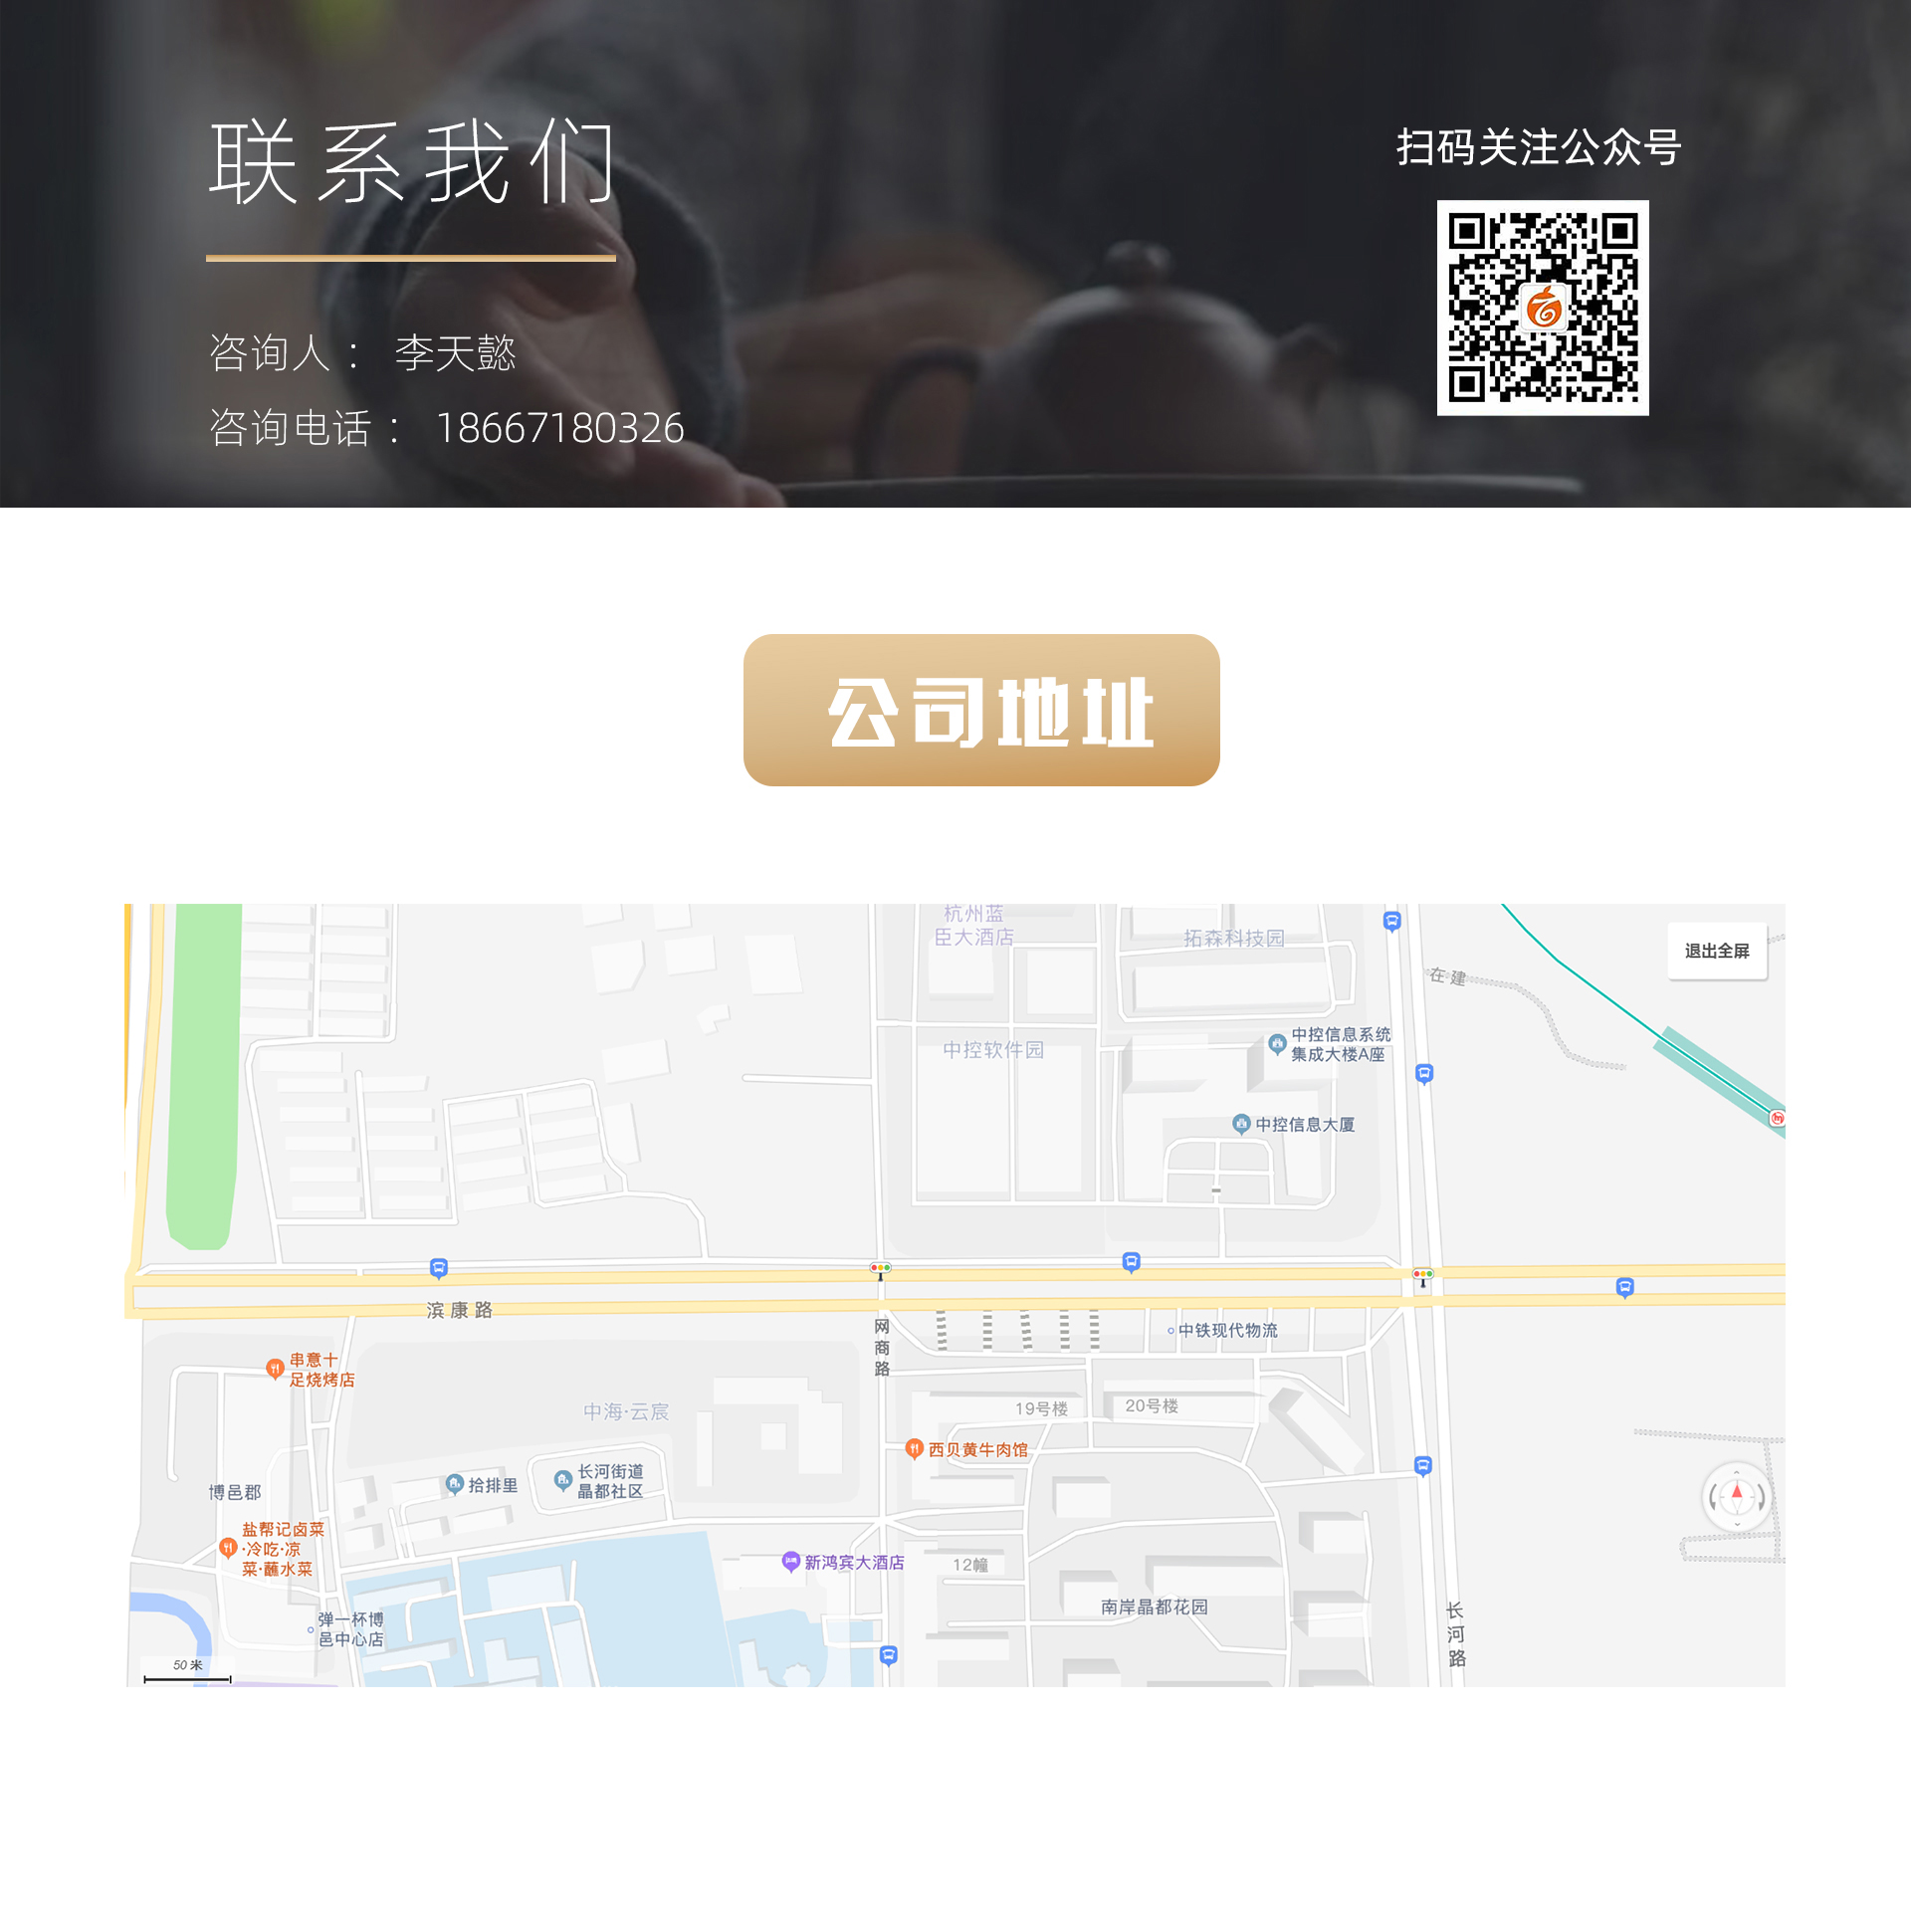 联系我们
咨询人： 李天懿
咨询电话： 18667180326
扫码关注公众号
公司地址
杭州蓝
臣大酒店
拓森科技园
在建
退出全屏
中控软件园
中控信息系统
集成大楼A座
中控信息大厦
滨康路
网商路
中铁现代物流
串意十
足烧烤店
中海·云宸
19号楼
20号楼
西贝黄牛肉馆
博邑郡
拾排里
长河街道
晶都社区
盐帮记卤菜
·冷吃·凉
菜·蘸水菜
新鸿宾大酒店
12幢
南岸晶都花园
弹一杯博
邑中心店
长河路
50 米